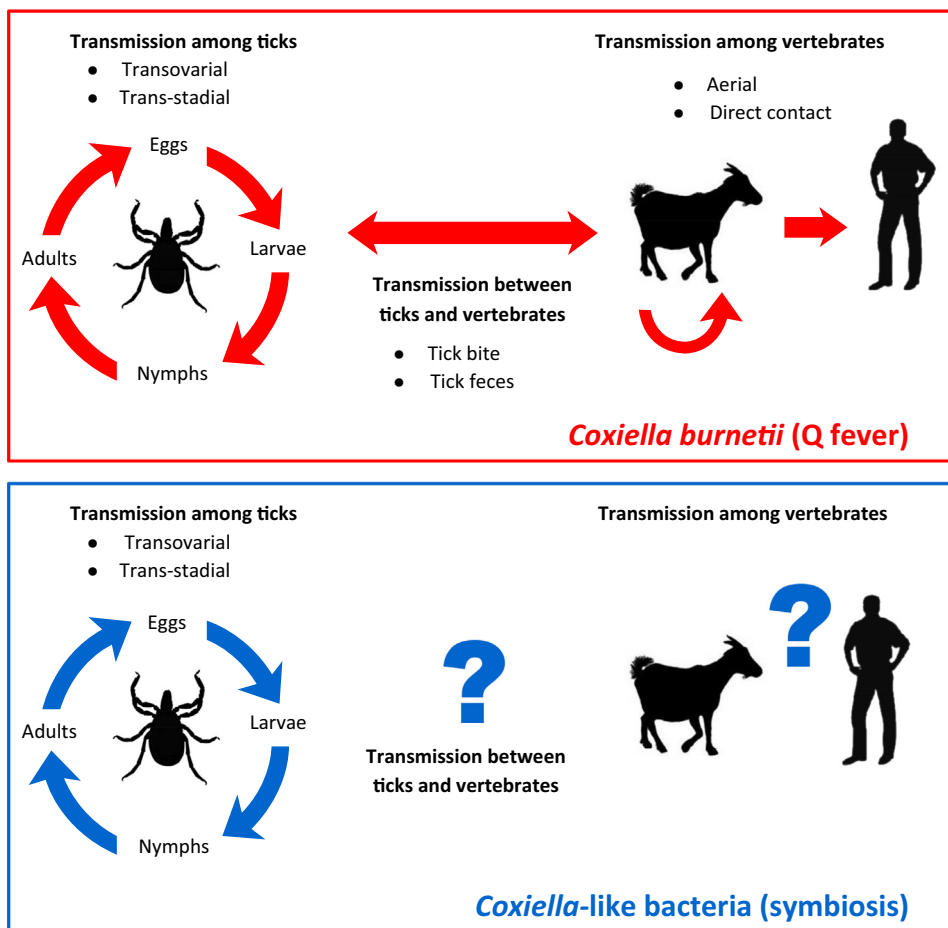 Transmission among ticks
● Transovarial
● Trans-stadial
Eggs
Larvae
Nymphs
Adults
Transmission between
ticks and vertebrates
● Tick bite
● Tick feces
Transmission among vertebrates
● Aerial
● Direct contact
Coxiella burnetii (Q fever)
Transmission among ticks
● Transovarial
● Trans-stadial
Eggs
Larvae
Nymphs
Adults
?
Transmission between
ticks and vertebrates
Transmission among vertebrates
?
Coxiella-like bacteria (symbiosis)